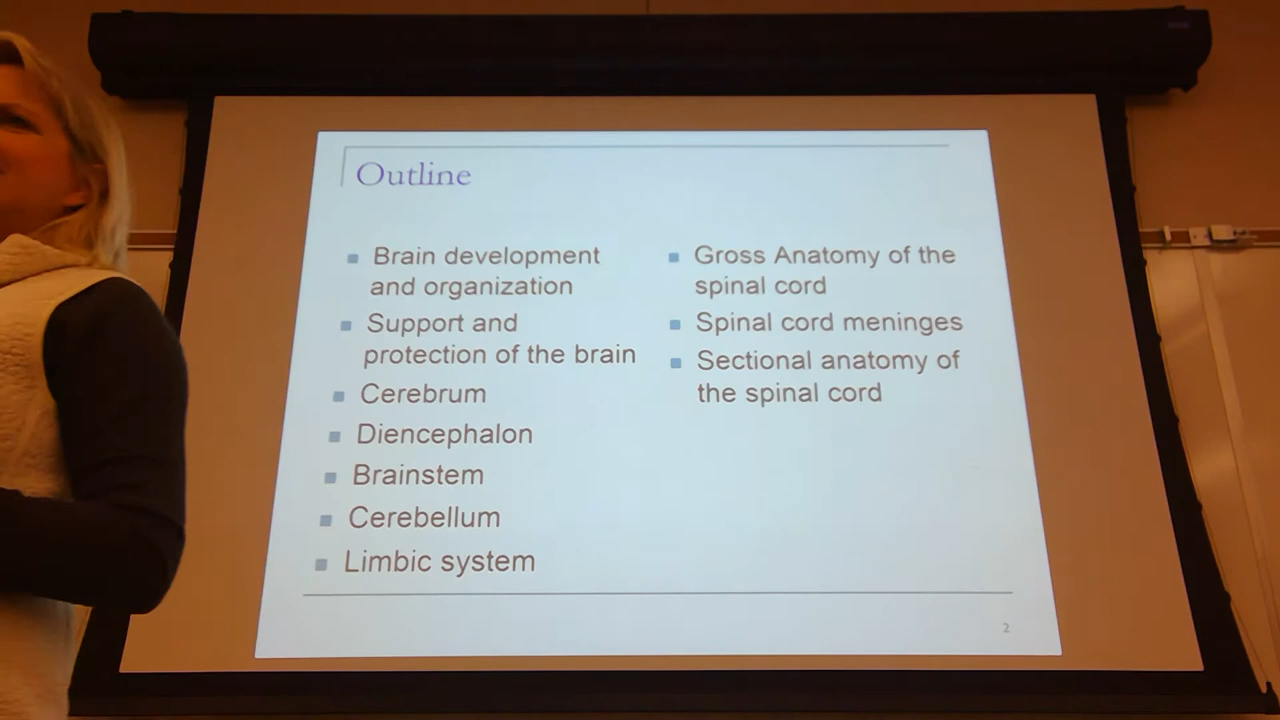 Outline
Brain development
and organization
Support and
protection of the brain
Cerebrum
Diencephalon
Brainstem
Cerebellum
Limbic system
Gross Anatomy of the
spinal cord
Spinal cord meninges
Sectional anatomy of
the spinal cord
2